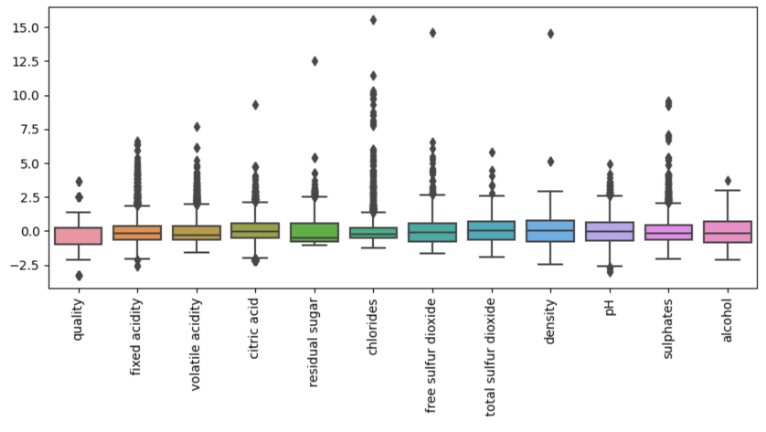 15.0
12.5
10.0
7.5
5.0
2.5
0.0
−2.5
quality
fixed acidity
volatile acidity
citric acid
residual sugar
chlorides
free sulfur dioxide
total sulfur dioxide
density
pH
sulphates
alcohol